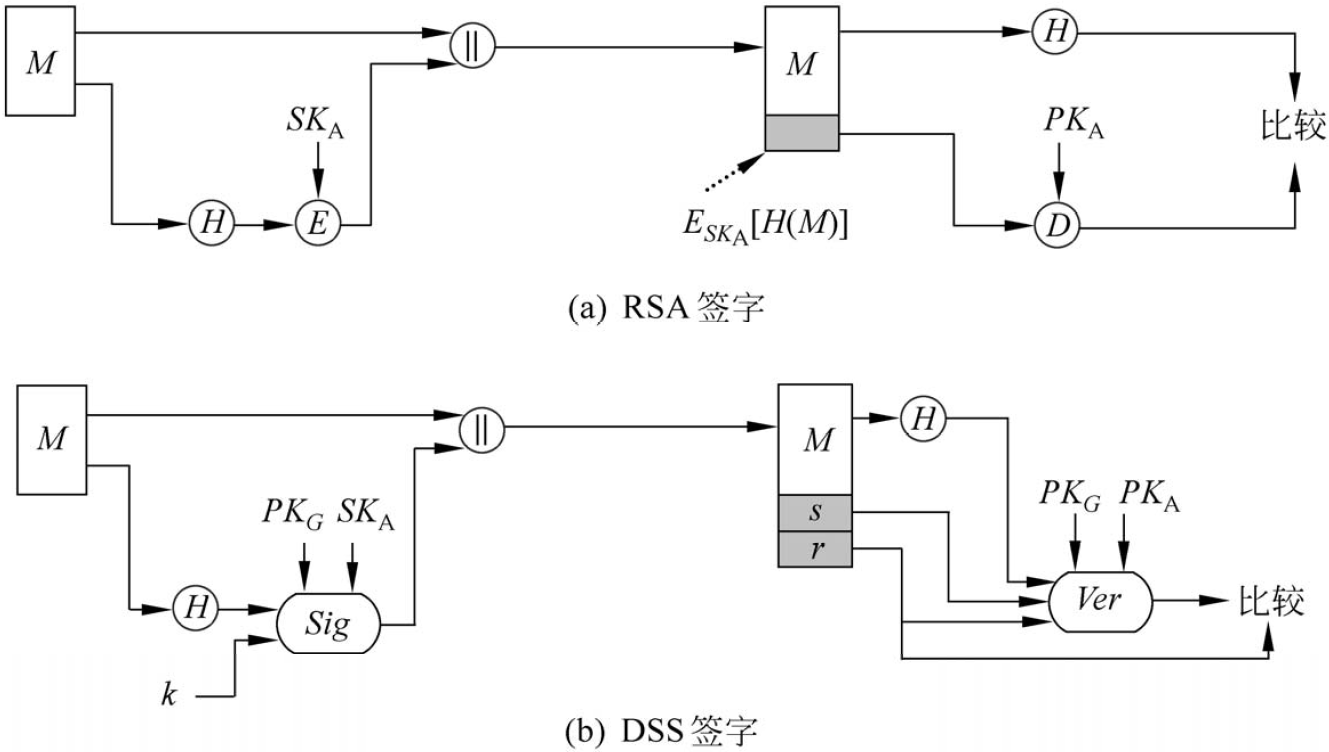 M
||
M
H
比较
SK_A
PK_A
H
E
D
E_{SK_A}[H(M)]
(a) RSA 签字
M
||
M
H
s
r
PK_G SK_A
PK_G PK_A
H
Sig
Ver
比较
k
(b) DSS 签字